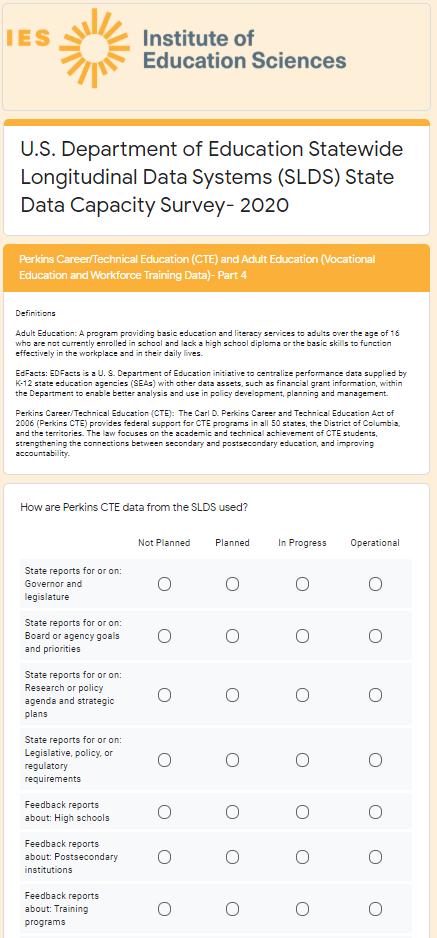 IES
Institute of
Education Sciences
U.S. Department of Education Statewide
Longitudinal Data Systems (SLDS) State
Data Capacity Survey- 2020
Perkins Career/Technical Education (CTE) and Adult Education (Vocational
Education and Workforce Training Data)- Part 4
Definitions
Adult Education: A program providing basic education and literacy services to adults over the age of 16
who are not currently enrolled in school and lack a high school diploma or the basic skills to function
effectively in the workplace and in their daily lives.
EdFacts: EDFacts is a U. S. Department of Education initiative to centralize performance data supplied by
K-12 state education agencies (SEAs) with other data assets, such as financial grant information, within
the Department to enable better analysis and use in policy development, planning and management.
Perkins Career/Technical Education (CTE):  The Carl D. Perkins Career and Technical Education Act of
2006 (Perkins CTE) provides federal support for CTE programs in all 50 states, the District of Columbia,
and the territories. The law focuses on the academic and technical achievement of CTE students,
strengthening the connections between secondary and postsecondary education, and improving
accountability.
How are Perkins CTE data from the SLDS used?
Not Planned Planned In Progress Operational
State reports for or on:
Governor and
legislature
State reports for or on:
Board or agency goals
and priorities
State reports for or on:
Research or policy
agenda and strategic
plans
State reports for or on:
Legislative, policy, or
regulatory
requirements
Feedback reports
about: High schools
Feedback reports
about: Postsecondary
institutions
Feedback reports
about: Training
programs